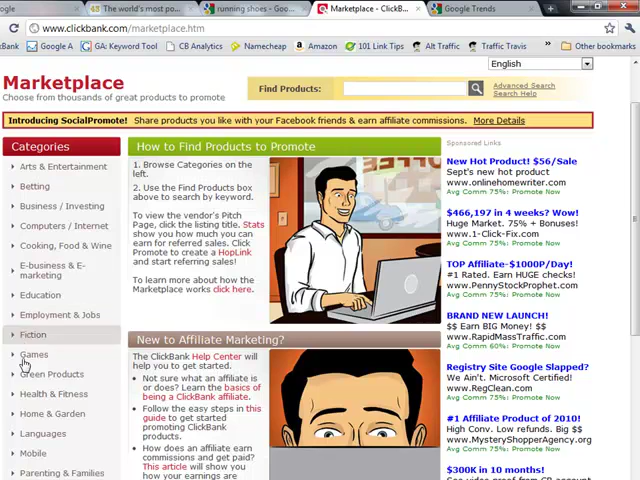 oogle
43 The world's most po...
running shoes - Goo...
Marketplace - ClickB...
Google Trends
www.clickbank.com/marketplace.htm
kBank
GA: Keyword Tool
CB Analytics
Namecheap
Amazon
101 Link Tips
Alt Traffic
Traffic Travis
Other bookmarks
English
Marketplace
Choose from thousands of great products to promote
Find Products:
Advanced Search
Search Help
Introducing SocialPromote! Share products you like with your Facebook friends & earn affiliate commissions. More Details
Categories
Arts & Entertainment
Betting
Business / Investing
Computers / Internet
Cooking, Food & Wine
E-business & E-
marketing
Education
Employment & Jobs
Fiction
Games
Green Products
Health & Fitness
Home & Garden
Languages
Mobile
Parenting & Families
How to Find Products to Promote
1. Browse Categories on the
left.
2. Use the Find Products box
above to search by keyword.
To view the vendor's Pitch
Page, click the listing title. Stats
show you how much you can
earn for referred sales. Click
Promote to create a HopLink
and start referring sales!
To learn more about how the
Marketplace works click here.
COFFEE
New to Affiliate Marketing?
The ClickBank Help Center will
help you to get started.
Not sure what an affiliate is
or does? Learn the basics of
being a ClickBank affiliate.
Follow the easy steps in this
guide to get started
promoting ClickBank
products.
How does an affiliate earn
commissions and get paid?
This article will show you
how your earnings are
Sponsored Links
New Hot Product! $56/Sale
Sept's new hot product
www.onlinehomewriter.com
Avg Comm 75%: Promote Now
$466,197 in 4 weeks? Wow!
Huge Market. 75% + Bonuses!
www.1-Click-Fix.com
Avg Comm 75%: Promote Now
TOP Affiliate-$1000P/Day!
#1 Rated. Earn HUGE checks!
www.PennyStockProphet.com
Avg Comm 75%: Promote Now
BRAND NEW LAUNCH!
$$ Earn BIG Money! $$
www.RapidMassTraffic.com
Avg Comm 60%: Promote Now
Registry Site Google Slapped?
We Ain't. Microsoft Certified!
www.RegClean.com
Avg Comm 75%: Promote Now
#1 Affiliate Product of 2010!
High Conv. Low refunds. Big $$
www.MysteryShopperAgency.org
Avg Comm 75%: Promote Now
$300K in 10 months!